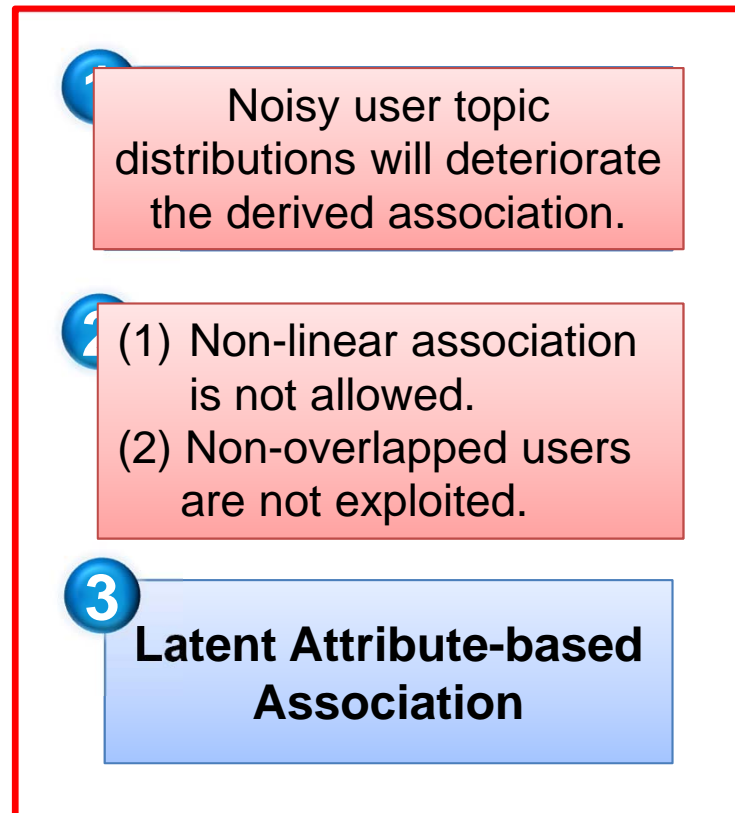 Noisy user topic
distributions will deteriorate
the derived association.
2
(1) Non-linear association
is not allowed.
(2) Non-overlapped users
are not exploited.
3
Latent Attribute-based
Association